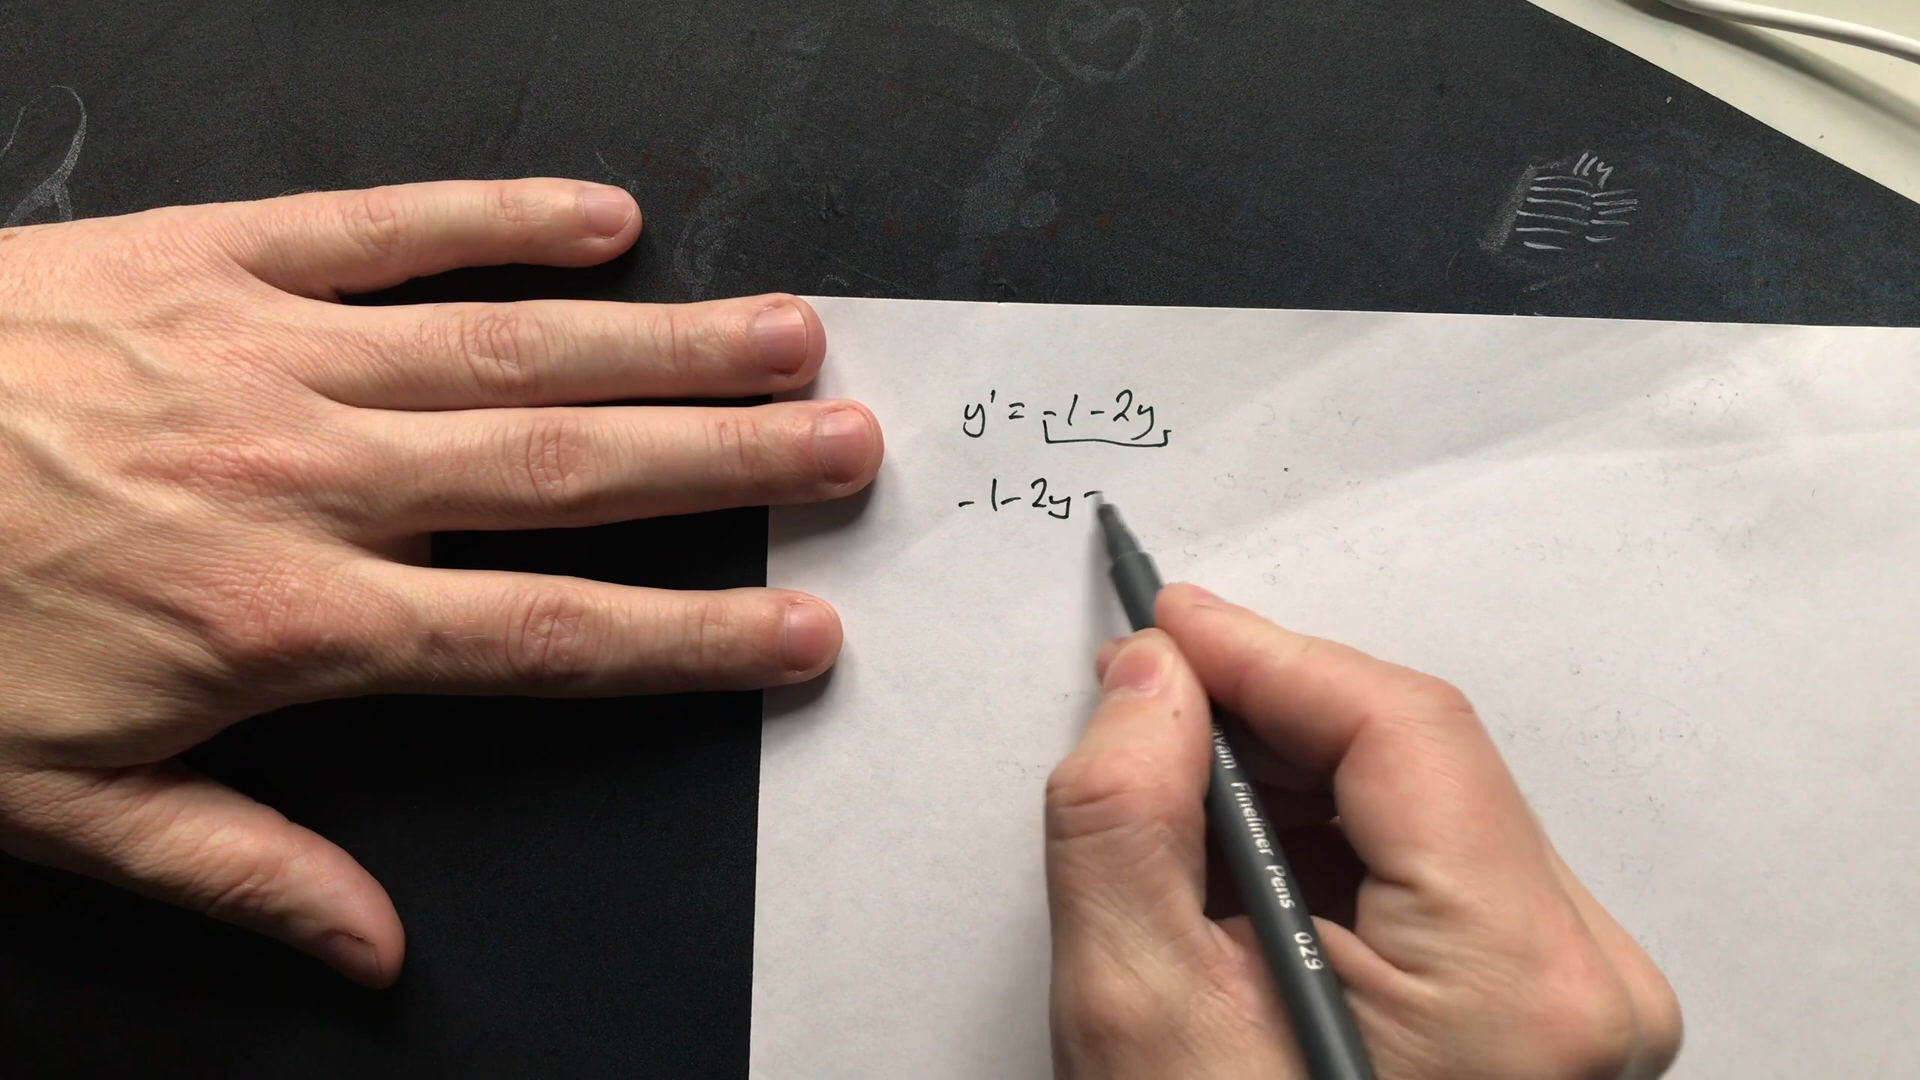 y' = -1-2y
-1-2y =
Fineliner Pens 029